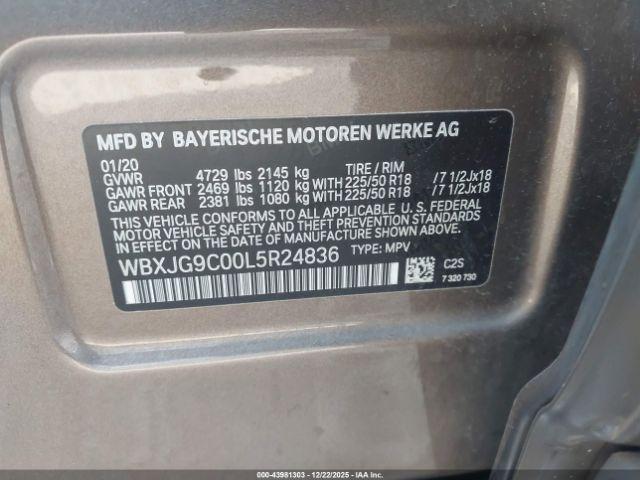 MFD BY BAYERISCHE MOTOREN WERKE AG
01/20
GVWR 4729 lbs 2145 kg TIRE / RIM
GAWR FRONT 2469 lbs 1120 kg WITH 225/50 R18 /7 1/2Jx18
GAWR REAR 2381 lbs 1080 kg WITH 225/50 R18 /7 1/2Jx18
THIS VEHICLE CONFORMS TO ALL APPLICABLE U. S. FEDERAL
MOTOR VEHICLE SAFETY, BUMPER, AND THEFT PREVENTION STANDARDS
IN EFFECT ON THE DATE OF MANUFACTURE SHOWN ABOVE.
WBXJG9C00L5R24836 TYPE: MPV
C2S
7 320 730
000-43981303 - 12/22/2025 - IAAI.COM